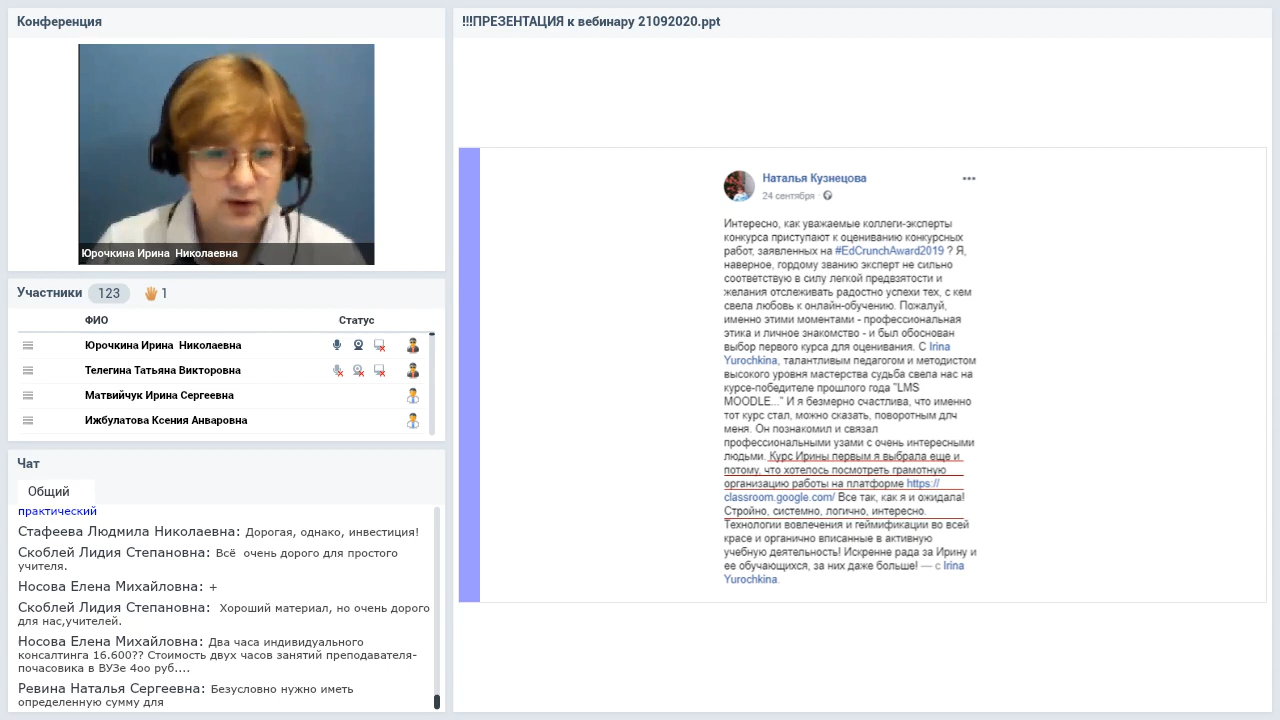 Конференция
Юрочкина Ирина Николаевна
Участники 123 1
ФИО Статус
Юрочкина Ирина Николаевна
Телегина Татьяна Викторовна
Матвийчук Ирина Сергеевна
Ижбулатова Ксения Анваровна
Чат
Общий
практический
Стафеева Людмила Николаевна: Дорогая, однако, инвестиция!
Скоблей Лидия Степановна: Всё очень дорого для простого
учителя.
Носова Елена Михайловна: +
Скоблей Лидия Степановна: Хороший материал, но очень дорого
для нас,учителей.
Носова Елена Михайловна: Два часа индивидуального
консалтинга 16.600?? Стоимость двух часов занятий преподавателя-
почасовика в ВУЗе 4оо руб....
Ревина Наталья Сергеевна: Безусловно нужно иметь
определенную сумму для
!!!ПРЕЗЕНТАЦИЯ к вебинару 21092020.ppt
Наталья Кузнецова
24 сентября
Интересно, как уважаемые коллеги-эксперты
конкурса приступают к оцениванию конкурсных
работ, заявленных на #EdCrunchAward2019 ? Я,
наверное, гордому званию эксперт не сильно
соответствую в силу легкой предвзятости и
желания отслеживать радостно успехи тех, с кем
свела любовь к онлайн-обучению. Пожалуй,
именно этими моментами - профессиональная
этика и личное знакомство - и был обоснован
выбор первого курса для оценивания. С Irina
Yurochkina, талантливым педагогом и методистом
высокого уровня мастерства судьба свела нас на
курсе-победителе прошлого года "LMS
MOODLE..." И я безмерно счастлива, что именно
тот курс стал, можно сказать, поворотным длч
меня. Он познакомил и связал
профессиональными узами с очень интересными
людьми. Курс Ирины первым я выбрала еще и
потому, что хотелось посмотреть грамотную
организацию работы на платформе https://
classroom.google.com/ Все так, как я и ожидала!
Стройно, системно, логично, интересно.
Технологии вовлечения и геймификации во всей
красе и органично вписанные в активную
учебную деятельность! Искренне рада за Ирину и
ее обучающихся, за них даже больше! — с Irina
Yurochkina.